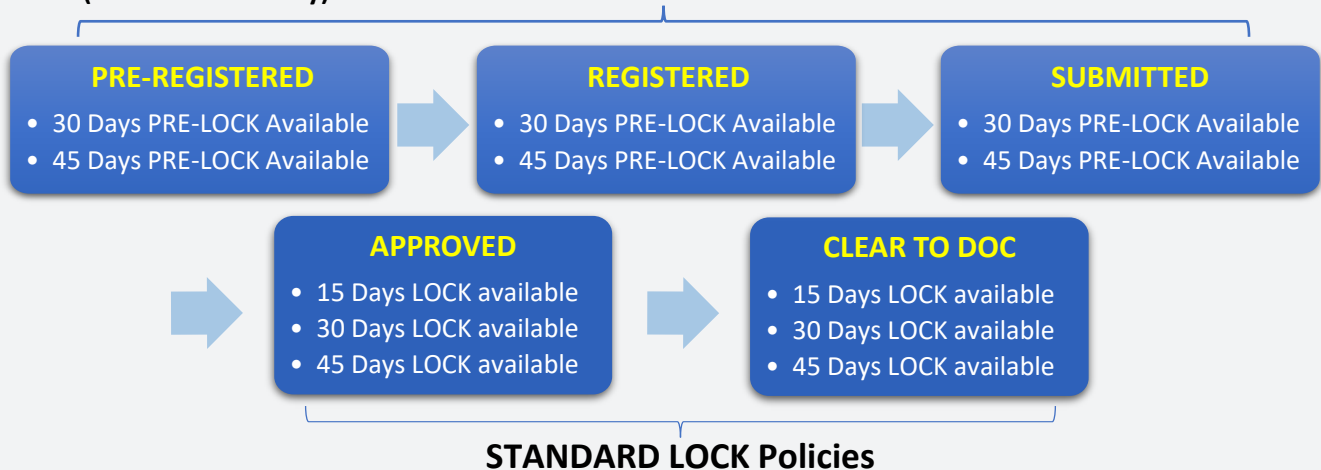 PRE-REGISTERED
• 30 Days PRE-LOCK Available
• 45 Days PRE-LOCK Available
REGISTERED
• 30 Days PRE-LOCK Available
• 45 Days PRE-LOCK Available
SUBMITTED
• 30 Days PRE-LOCK Available
• 45 Days PRE-LOCK Available
APPROVED
• 15 Days LOCK available
• 30 Days LOCK available
• 45 Days LOCK available
CLEAR TO DOC
• 15 Days LOCK available
• 30 Days LOCK available
• 45 Days LOCK available
STANDARD LOCK Policies